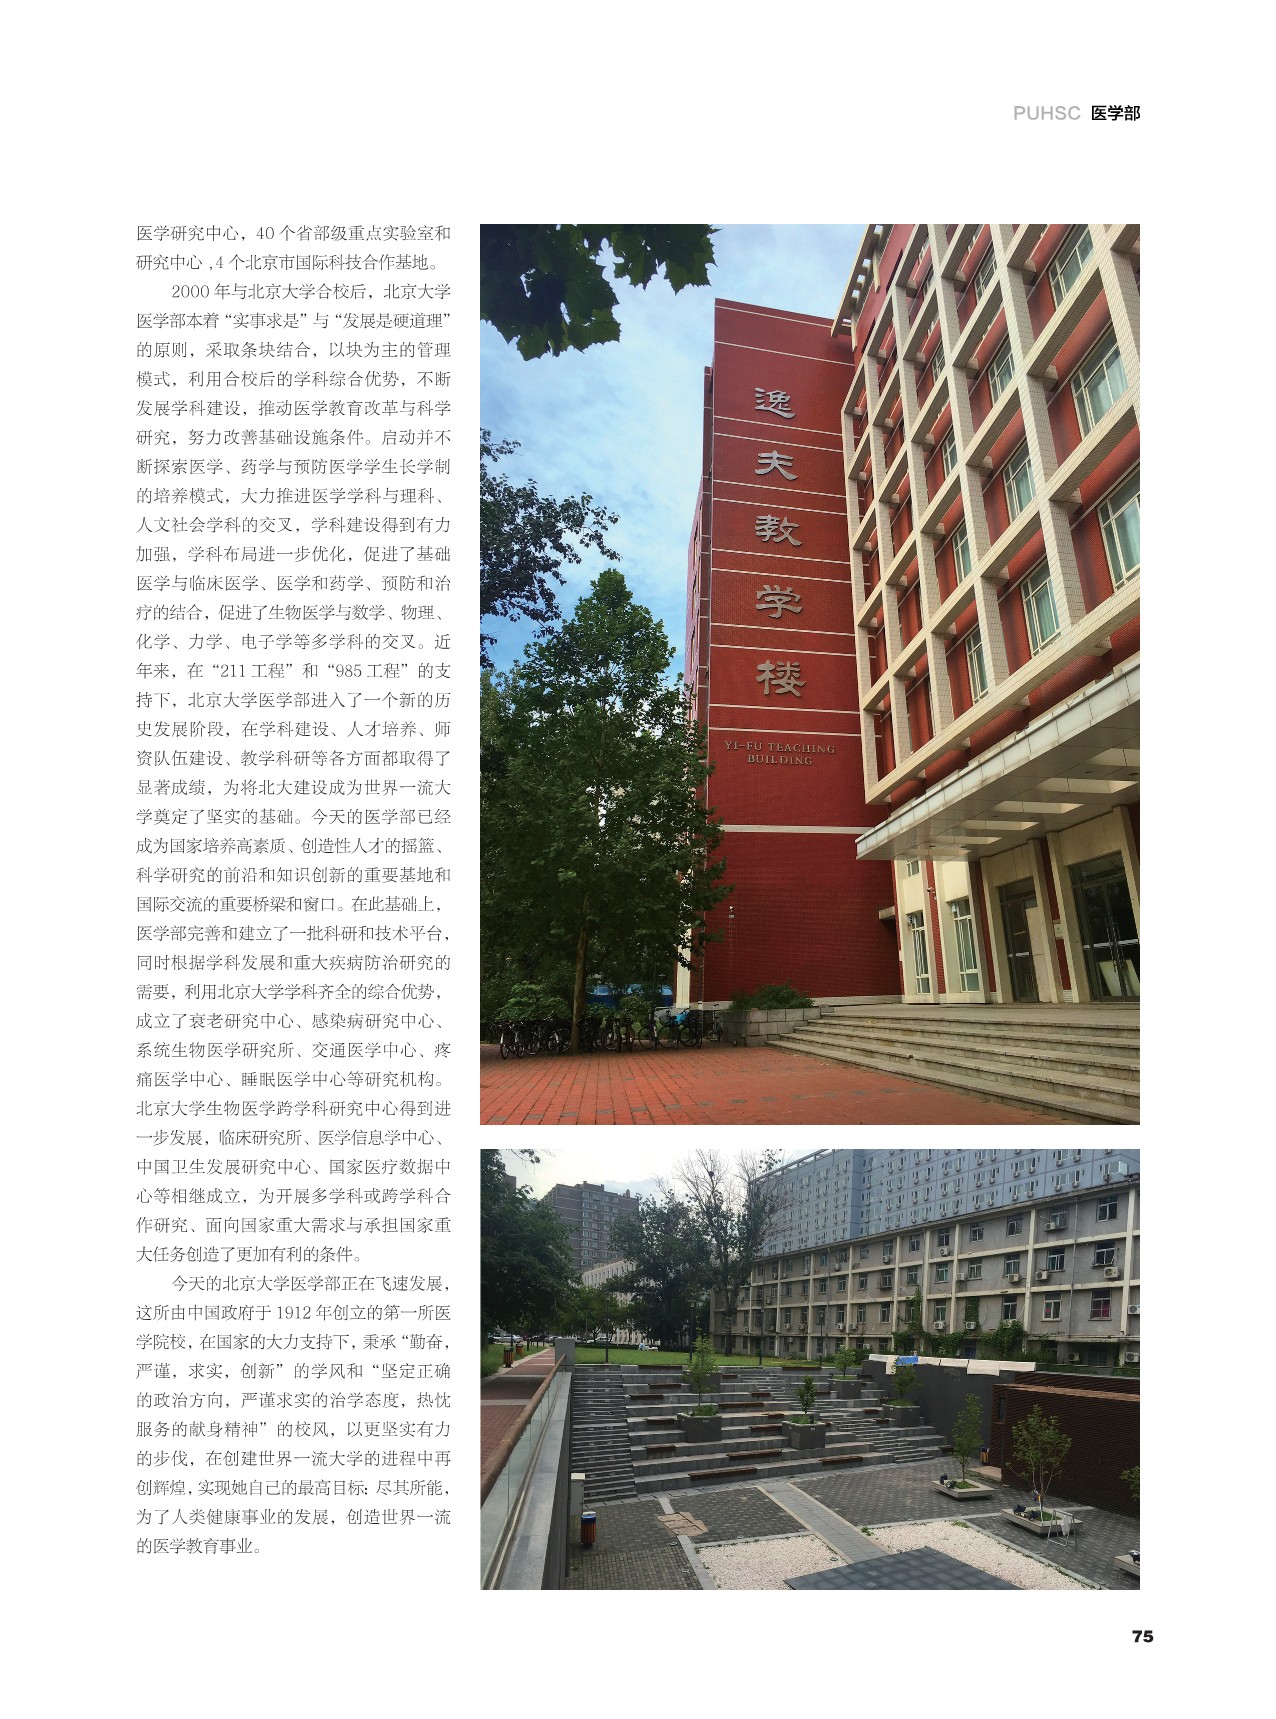 PUHSC 医学部
医学研究中心，40 个省部级重点实验室和
研究中心 ,4 个北京市国际科技合作基地。
2000 年与北京大学合校后，北京大学
医学部本着 “实事求是” 与 “发展是硬道理”
的原则，采取条块结合，以块为主的管理
模式，利用合校后的学科综合优势，不断
发展学科建设，推动医学教育改革与科学
研究，努力改善基础设施条件。启动并不
断探索医学、药学与预防医学学生长学制
的培养模式，大力推进医学学科与理科、
人文社会学科的交叉，学科建设得到有力
加强，学科布局进一步优化，促进了基础
医学与临床医学、医学和药学、预防和治
疗的结合，促进了生物医学与数学、物理、
化学、力学、电子学等多学科的交叉。近
年来，在 “211 工程” 和 “985 工程” 的支
持下，北京大学医学部进入了一个新的历
史发展阶段，在学科建设、人才培养、师
资队伍建设、教学科研等各方面都取得了
显著成绩，为将北大建设成为世界一流大
学奠定了坚实的基础。今天的医学部已经
成为国家培养高素质、创造性人才的摇篮、
科学研究的前沿和知识创新的重要基地和
国际交流的重要桥梁和窗口。在此基础上，
医学部完善和建立了一批科研和技术平台，
同时根据学科发展和重大疾病防治研究的
需要，利用北京大学学科齐全的综合优势，
成立了衰老研究中心、感染病研究中心、
系统生物医学研究所、交通医学中心、疼
痛医学中心、睡眠医学中心等研究机构。
北京大学生物医学跨学科研究中心得到进
一步发展，临床研究所、医学信息学中心、
中国卫生发展研究中心、国家医疗数据中
心等相继成立，为开展多学科或跨学科合
作研究、面向国家重大需求与承担国家重
大任务创造了更加有利的条件。
今天的北京大学医学部正在飞速发展，
这所由中国政府于 1912 年创立的第一所医
学院校，在国家的大力支持下，秉承 “勤奋，
严谨，求实，创新” 的学风和 “坚定正确
的政治方向，严谨求实的治学态度，热忱
服务的献身精神” 的校风，以更坚实有力
的步伐，在创建世界一流大学的进程中再
创辉煌，实现她自己的最高目标：尽其所能，
为了人类健康事业的发展，创造世界一流
的医学教育事业。
逸夫教学楼
YI-FU TEACHING
BUILDING
75